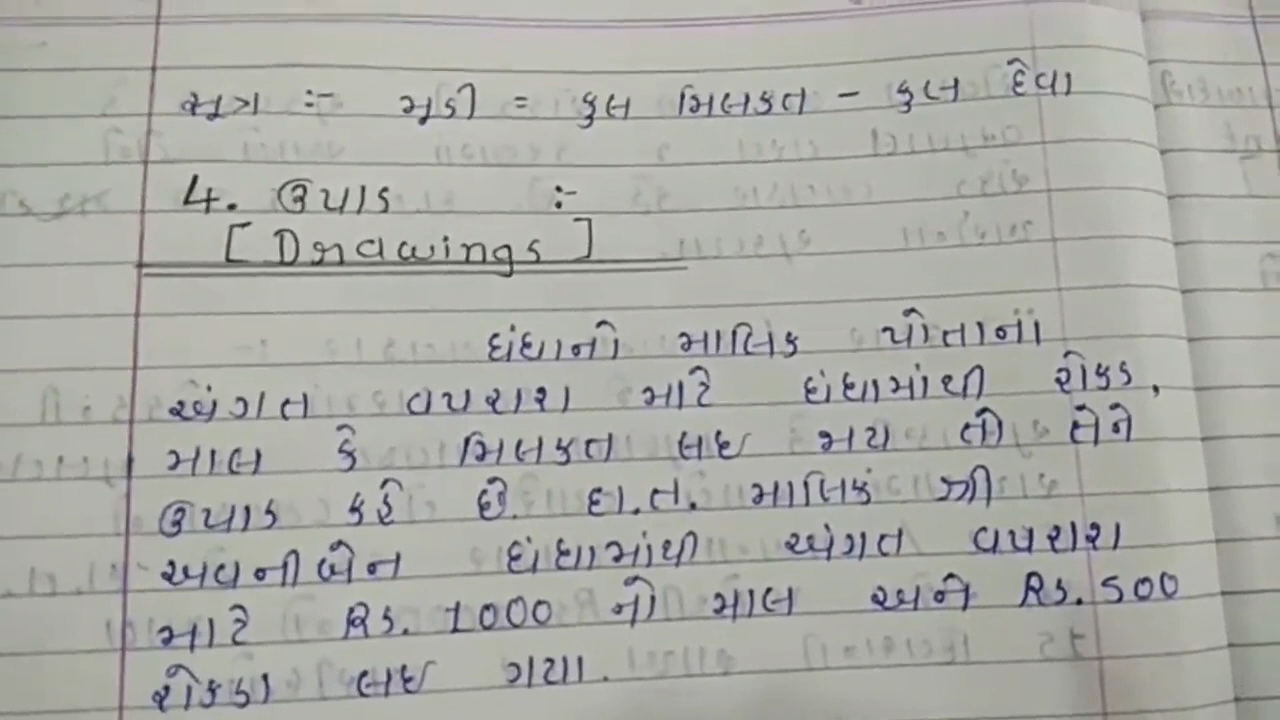 સૂત્ર :- મૂડી = કુલ મિલકત - કુલ દેવા
4. ઉપાડ :-
[ Drawings ]
ધંધાનો માલિક પોતાના
અંગત વપરાશ માટે ધંધામાંથી રોકડ,
માલ કે મિલકત લઇ જાય તો તેને
ઉપાડ કહે છે. દા.ત. માલિક શ્રી
અવનીબેન ધંધામાંથી અંગત વપરાશ
માટે Rs. 1000 નો માલ અને Rs. 500
રોકડા લઇ ગયા.